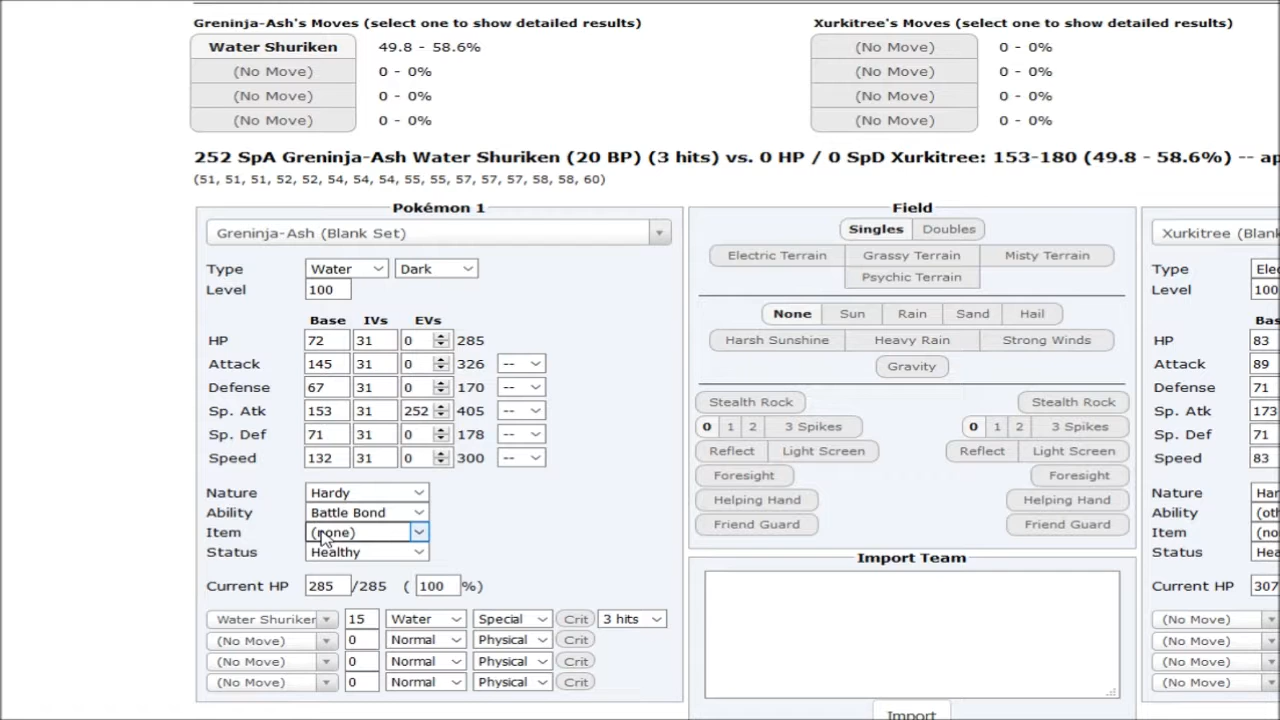 Greninja-Ash's Moves (select one to show detailed results)
Xurkitree's Moves (select one to show detailed results)
Water Shuriken 49.8 - 58.6%
(No Move) 0 - 0%
(No Move) 0 - 0%
(No Move) 0 - 0%
(No Move) 0 - 0%
(No Move) 0 - 0%
(No Move) 0 - 0%
(No Move) 0 - 0%
252 SpA Greninja-Ash Water Shuriken (20 BP) (3 hits) vs. 0 HP / 0 SpD Xurkitree: 153-180 (49.8 - 58.6%) -- ap
(51, 51, 51, 52, 52, 54, 54, 54, 55, 55, 57, 57, 57, 58, 58, 60)
Pokémon 1
Greninja-Ash (Blank Set)
Type Water Dark
Level 100
Base IVs EVs
HP 72 31 0 285
Attack 145 31 0 326 --
Defense 67 31 0 170 --
Sp. Atk 153 31 252 405 --
Sp. Def 71 31 0 178 --
Speed 132 31 0 300 --
Nature Hardy
Ability Battle Bond
Item (none)
Status Healthy
Current HP 285 /285 ( 100 %)
Water Shuriken 15 Water Special Crit 3 hits
(No Move) 0 Normal Physical Crit
(No Move) 0 Normal Physical Crit
(No Move) 0 Normal Physical Crit
Field
Singles Doubles
Electric Terrain Grassy Terrain Misty Terrain
Psychic Terrain
None Sun Rain Sand Hail
Harsh Sunshine Heavy Rain Strong Winds
Gravity
Stealth Rock Stealth Rock
0 1 2 3 Spikes 0 1 2 3 Spikes
Reflect Light Screen Reflect Light Screen
Foresight Foresight
Helping Hand Helping Hand
Friend Guard Friend Guard
Import Team
Import
Xurkitree (Blank
Type Elec
Level 100
Bas
HP 83
Attack 89
Defense 71
Sp. Atk 173
Sp. Def 71
Speed 83
Nature Har
Ability (oth
Item (no
Status Hea
Current HP 307
(No Move)
(No Move)
(No Move)
(No Move)